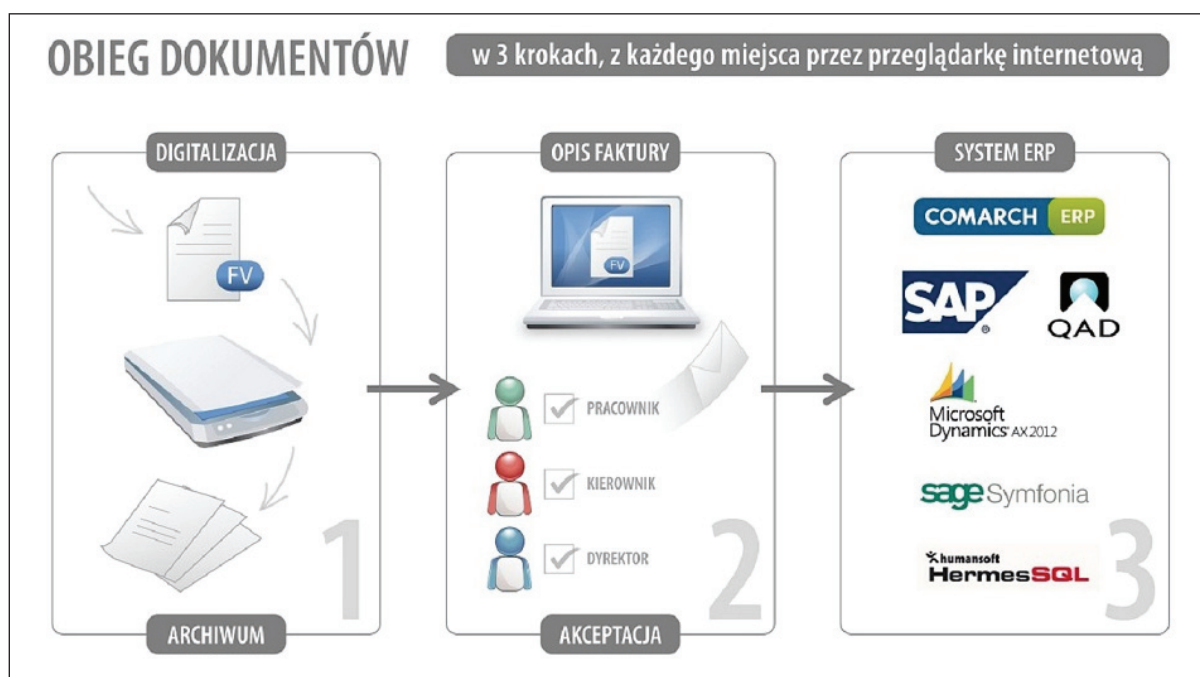 OBIEG DOKUMENTÓW
w 3 krokach, z każdego miejsca przez przeglądarkę internetową
DIGITALIZACJA
FV
1
ARCHIWUM
OPIS FAKTURY
FV
PRACOWNIK
KIEROWNIK
DYREKTOR
2
AKCEPTACJA
SYSTEM ERP
COMARCH ERP
SAP®
QAD
Microsoft
Dynamics AX 2012
sage Symfonia
humansoft
HermesSQL
3